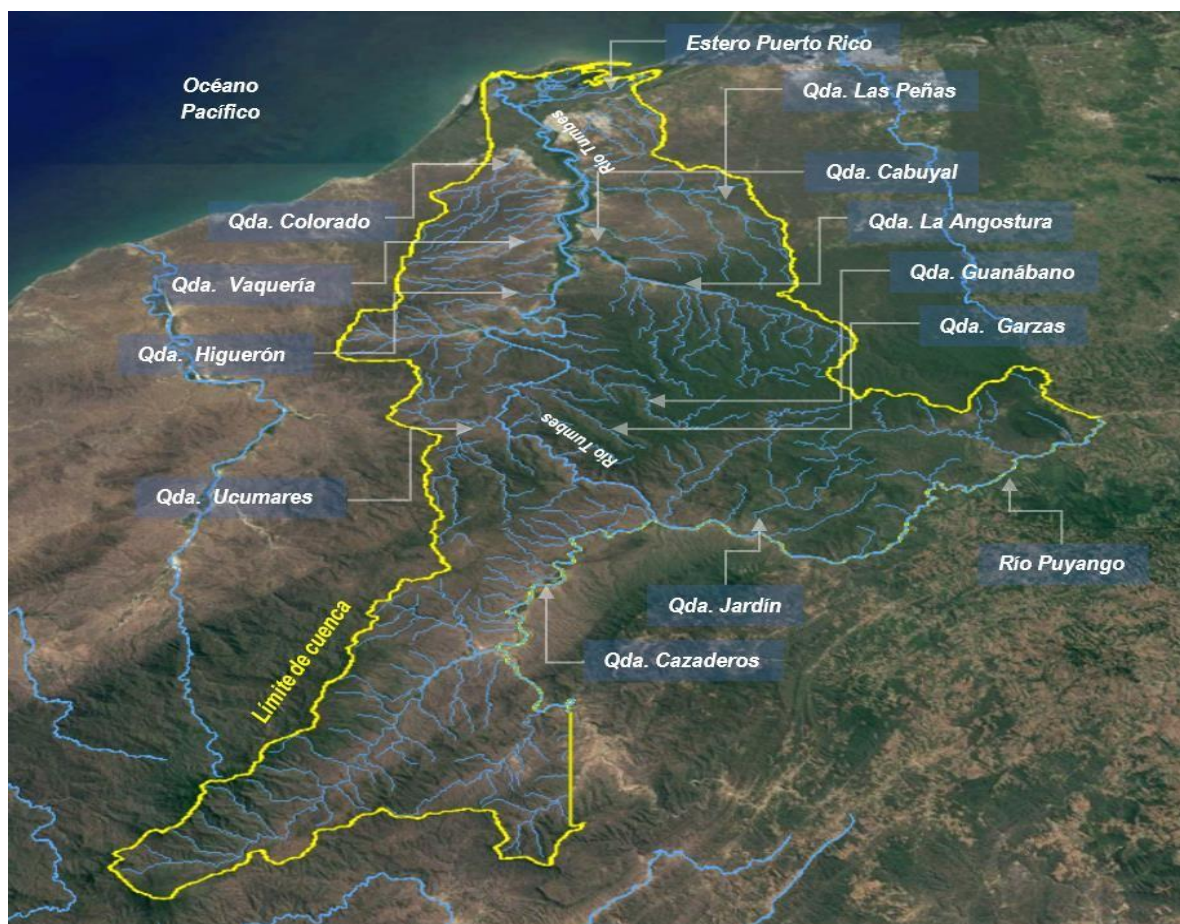 Estero Puerto Rico
Océano
Pacífico
Qda. Las Peñas
Río Tumbes
Qda. Cabuyal
Qda. Colorado
Qda. La Angostura
Qda. Guanábano
Qda. Vaquería
Qda. Garzas
Qda. Higuerón
Río Tumbes
Qda. Ucumares
Río Puyango
Qda. Jardín
Límite de cuenca
Qda. Cazaderos